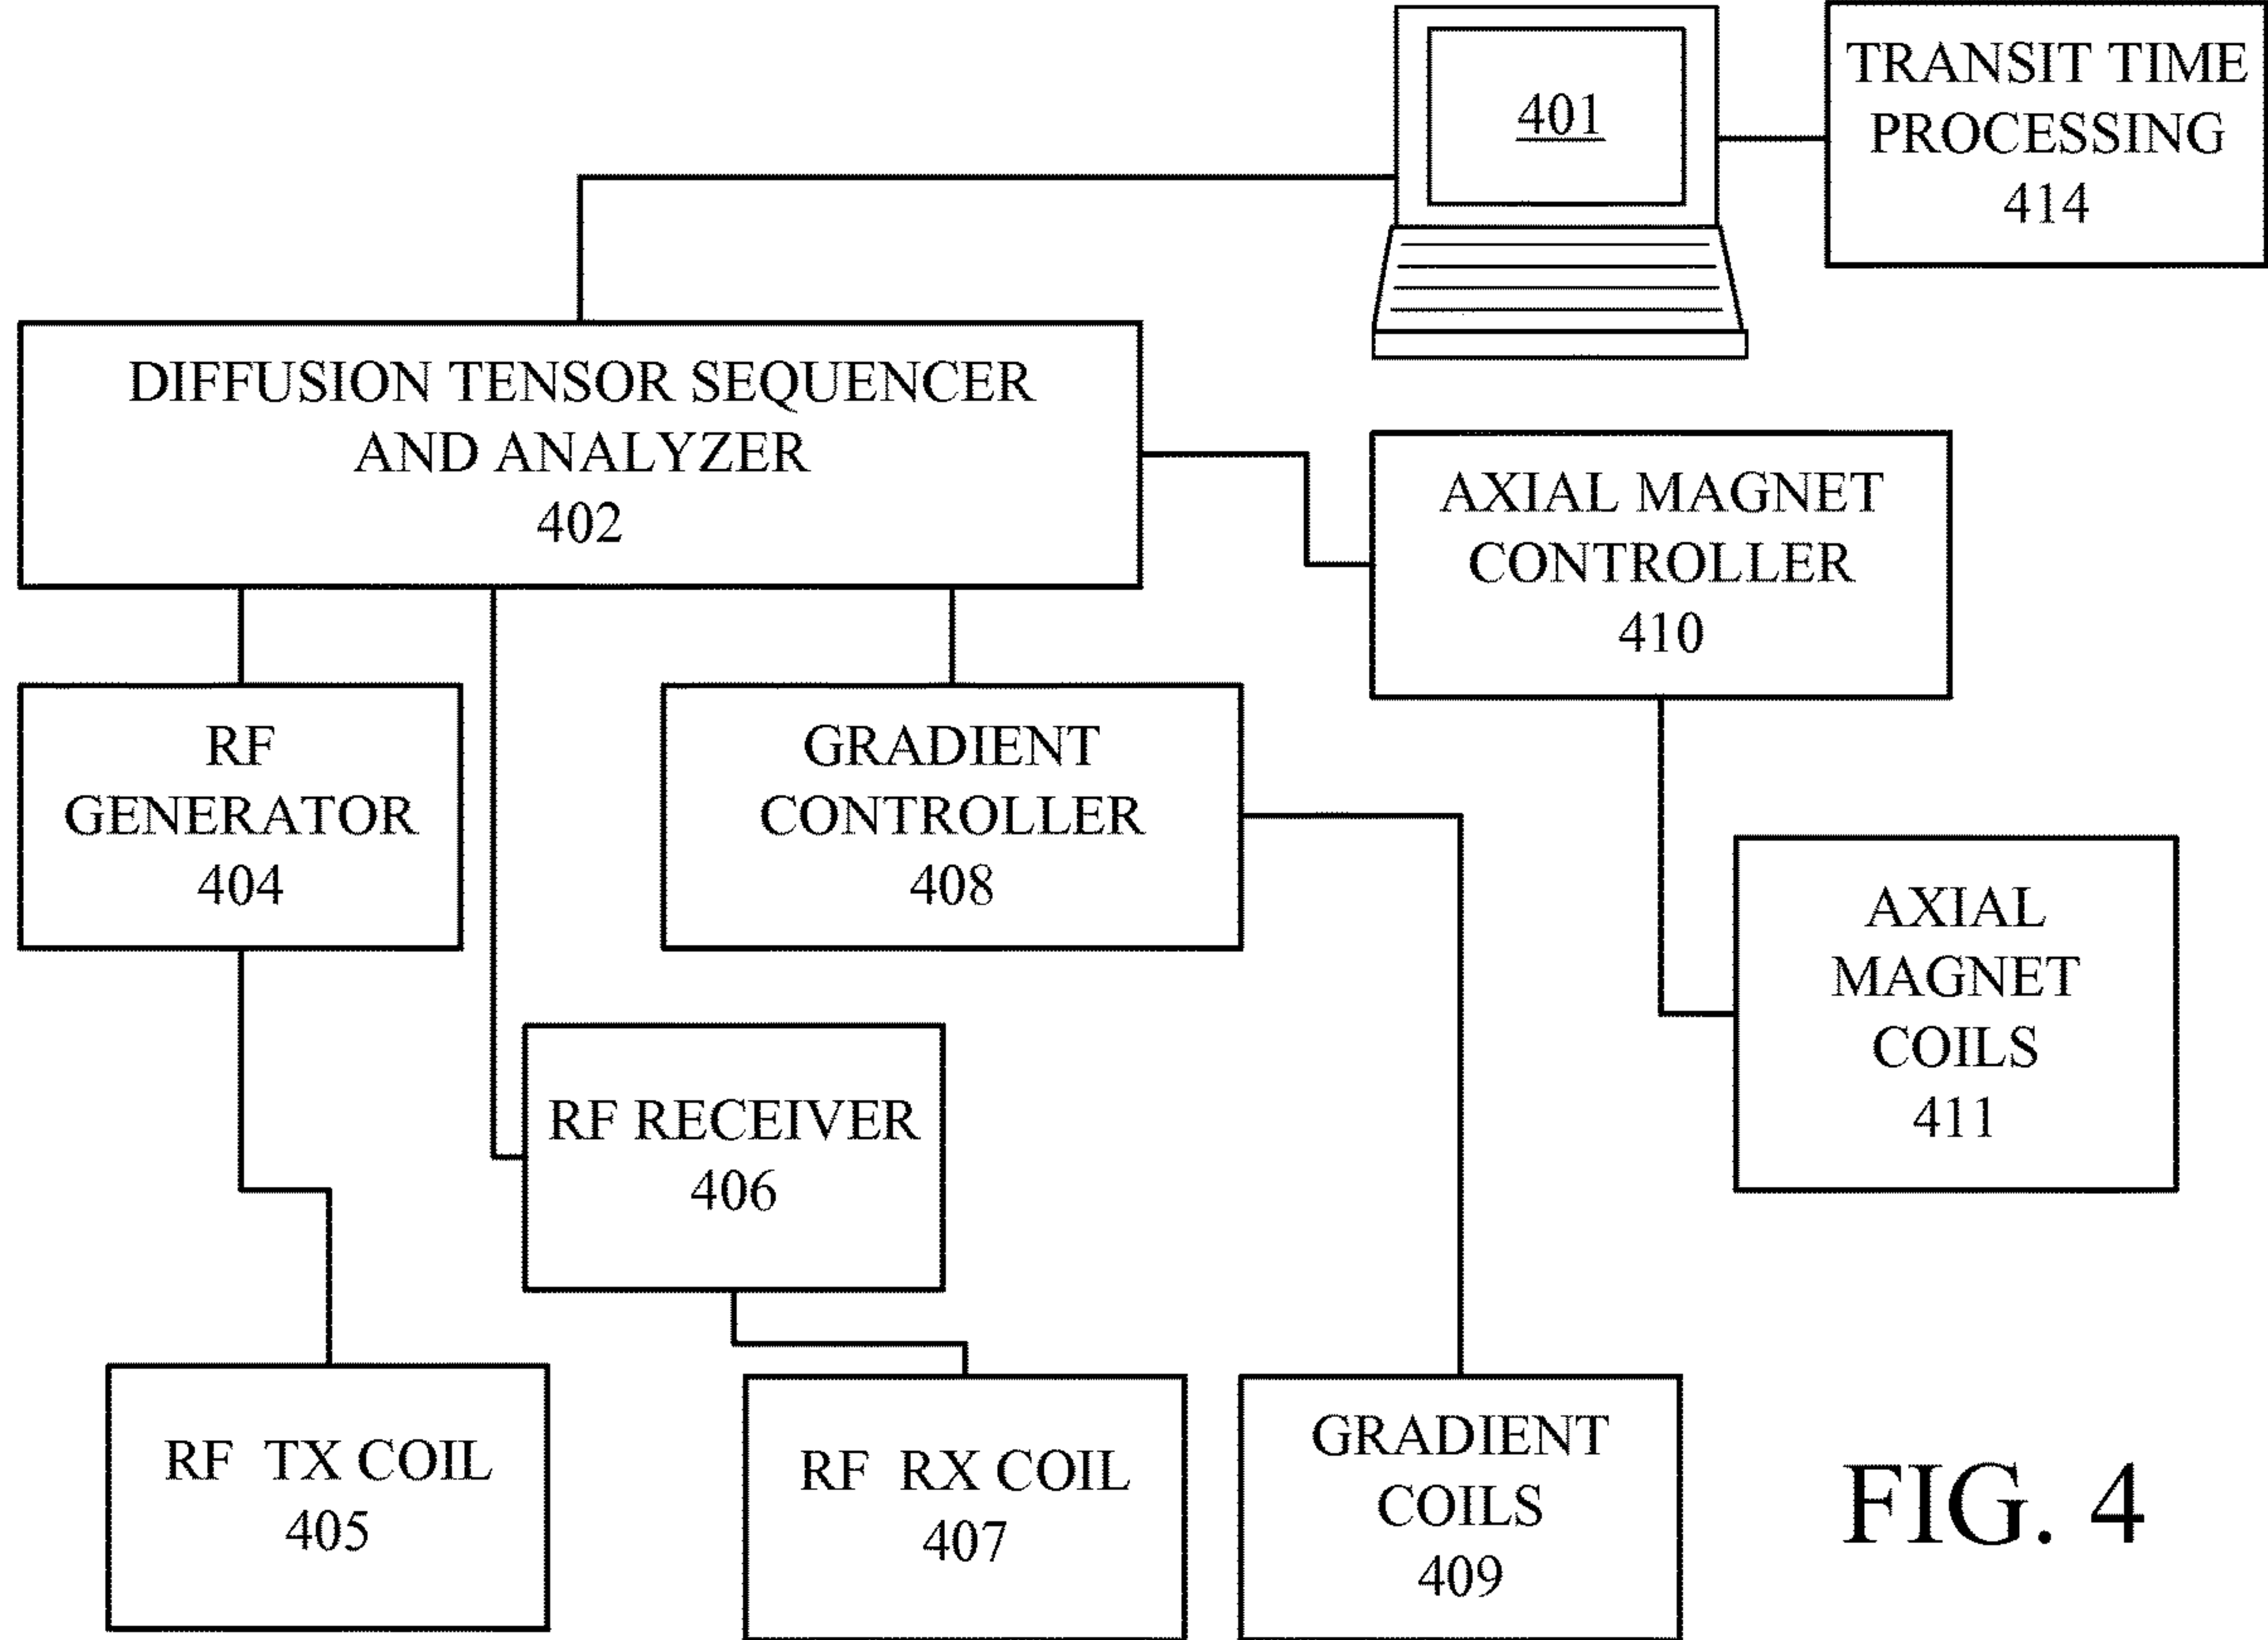 401
TRANSIT TIME
PROCESSING
414
DIFFUSION TENSOR SEQUENCER
AND ANALYZER
402
AXIAL MAGNET
CONTROLLER
410
RF
GENERATOR
404
GRADIENT
CONTROLLER
408
AXIAL
MAGNET
COILS
411
RF RECEIVER
406
RF TX COIL
405
RF RX COIL
407
GRADIENT
COILS
409
FIG. 4